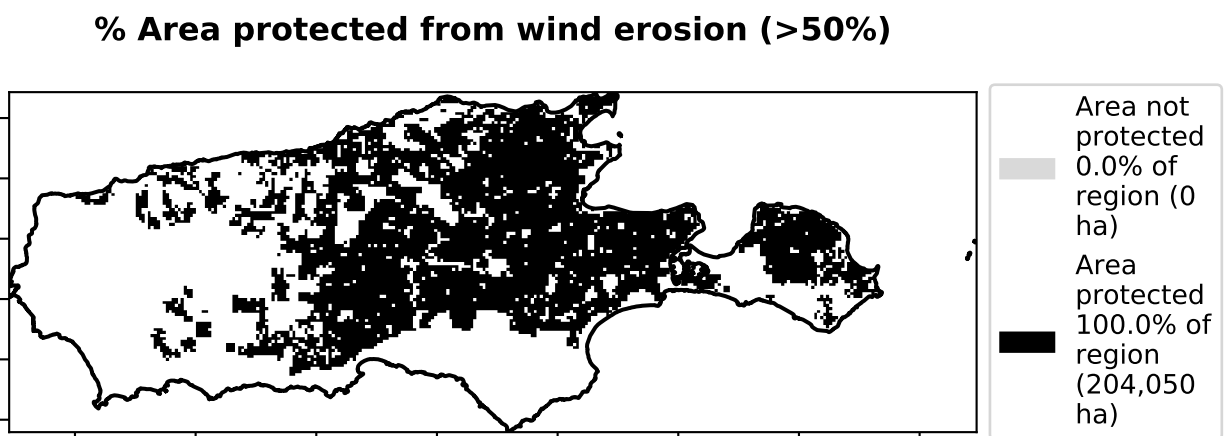 % Area protected from wind erosion (>50%)
Area not
protected
0.0% of
region (0
ha)
Area
protected
100.0% of
region
(204,050
ha)